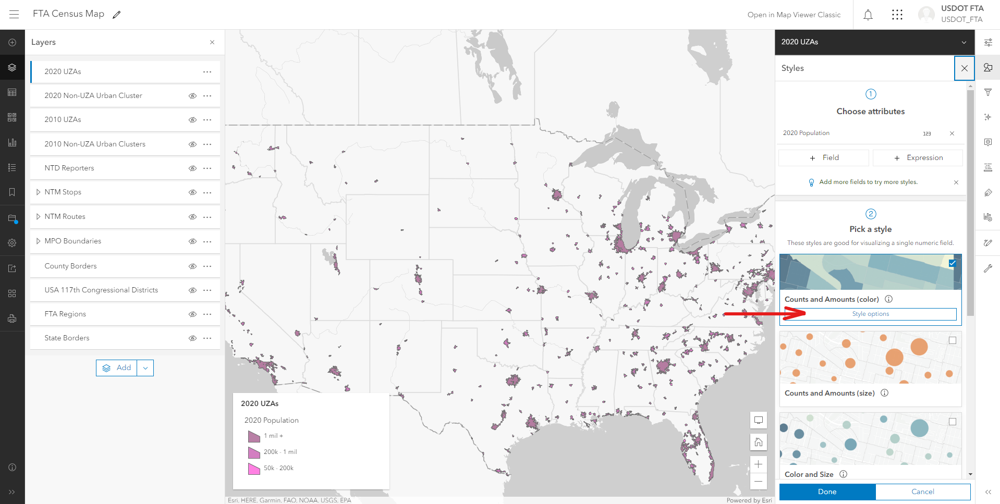 FTA Census Map
Open in Map Viewer Classic
USDOT FTA
USDOT_FTA
Layers
2020 UZAs
2020 Non-UZA Urban Cluster
2010 UZAs
2010 Non-UZA Urban Clusters
NTD Reporters
NTM Stops
NTM Routes
MPO Boundaries
County Borders
USA 117th Congressional Districts
FTA Regions
State Borders
Add
2020 UZAs
2020 Population
1 mil +
200k - 1 mil
50k - 200k
Esri, HERE, Garmin, FAO, NOAA, USGS, EPA
Powered by Esri
2020 UZAs
Styles
1
Choose attributes
2020 Population
123
+ Field
+ Expression
Add more fields to try more styles.
2
Pick a style
These styles are good for visualizing a single numeric field.
Counts and Amounts (color)
Style options
Counts and Amounts (size)
Color and Size
Done
Cancel